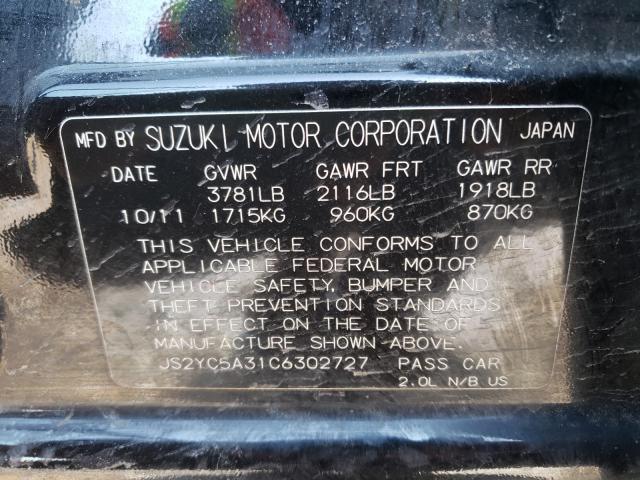 MFD BY SUZUKI MOTOR CORPORATION JAPAN
DATE GVWR GAWR FRT GAWR RR
3781LB 2116LB 1918LB
10/11 1715KG 960KG 870KG
THIS VEHICLE CONFORMS TO ALL
APPLICABLE FEDERAL MOTOR
VEHICLE SAFETY, BUMPER AND
THEFT PREVENTION STANDARDS
IN EFFECT ON THE DATE OF
MANUFACTURE SHOWN ABOVE.
JS2YC5A31C6302727 PASS CAR
2.0L N/B US